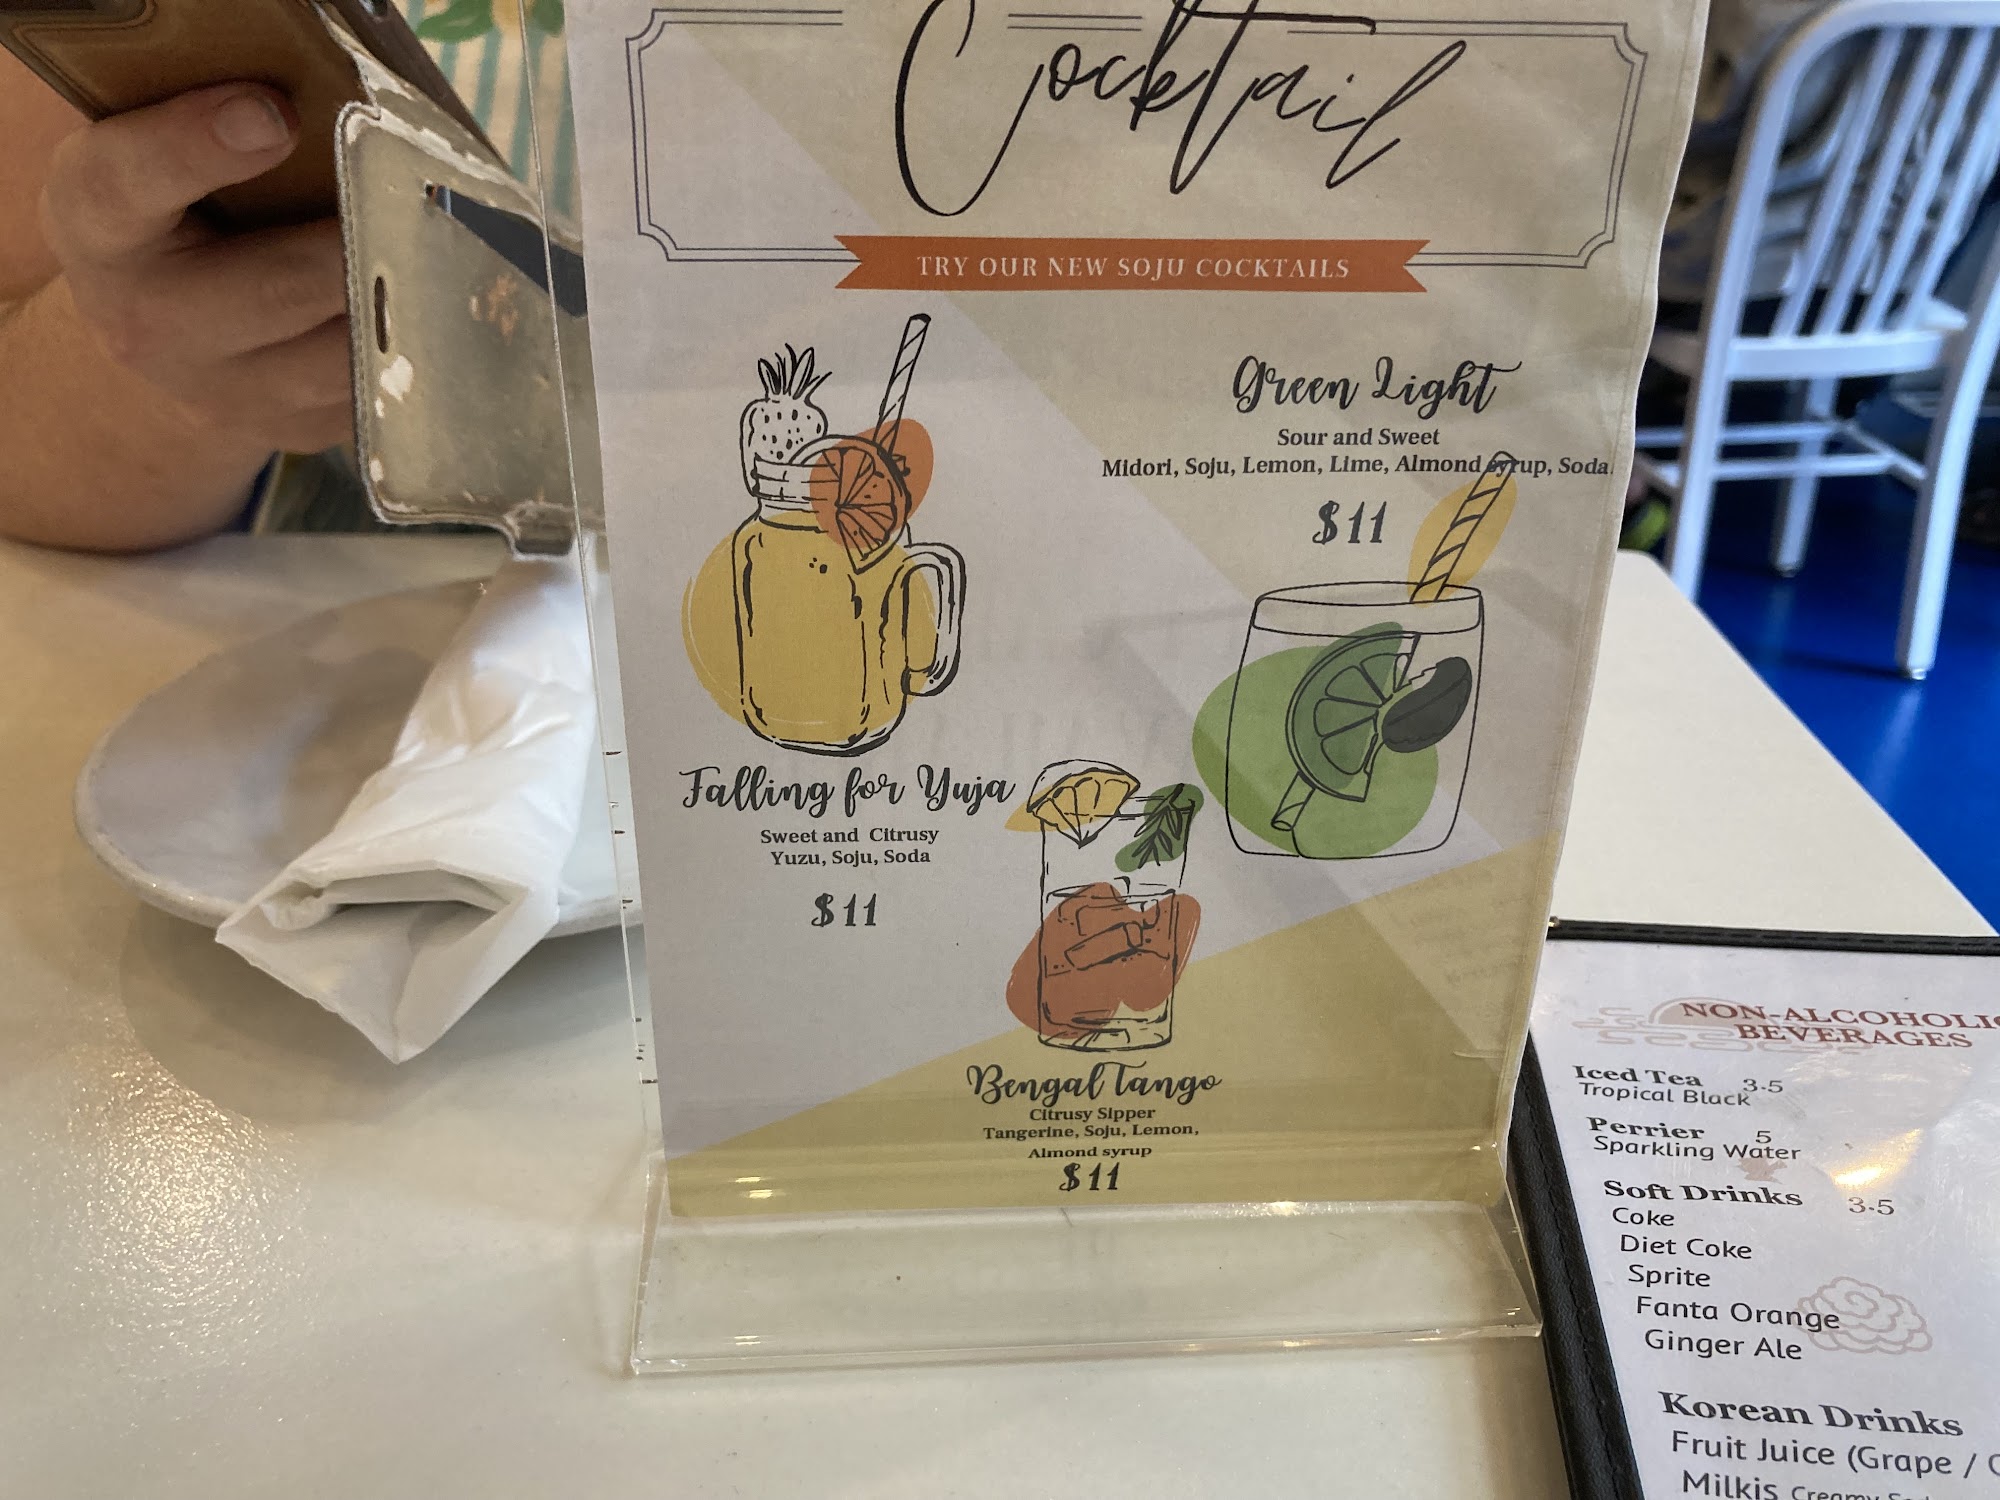 Cocktail
TRY OUR NEW SOJU COCKTAILS
Green Light
Sour and Sweet
Midori, Soju, Lemon, Lime, Almond syrup, Soda.
$11
Falling for Yuja
Sweet and Citrusy
Yuzu, Soju, Soda
$11
Bengal Tango
Citrusy Sipper
Tangerine, Soju, Lemon,
Almond syrup
$11
NON-ALCOHOLIC
BEVERAGES
Iced Tea 3.5
Tropical Black
Perrier 5
Sparkling Water
Soft Drinks 3.5
Coke
Diet Coke
Sprite
Fanta Orange
Ginger Ale
Korean Drinks
Fruit Juice (Grape /
Milkis Creamy